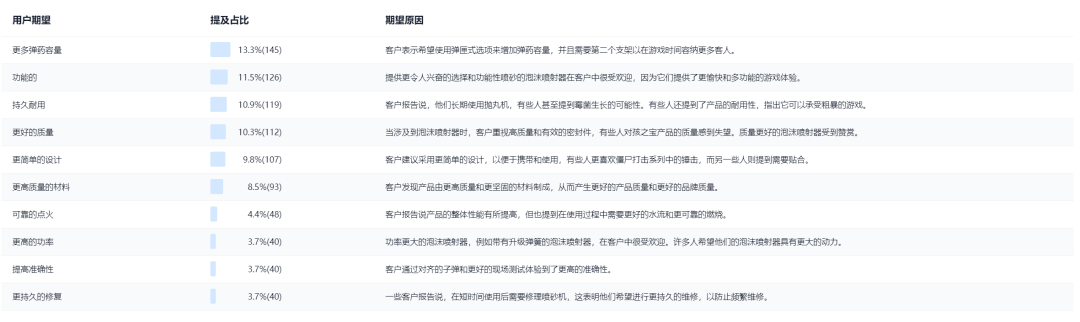 用户期望 提及占比 期望原因
更多弹药容量 13.3%(145) 客户表示希望使用弹匣式选项来增加弹药容量，并且需要第二个支架以在游戏时间容纳更多客人。
功能的 11.5%(126) 提供更令人兴奋的选择和功能性喷砂的泡沫喷射器在客户中很受欢迎，因为它们提供了更愉快和多功能的游戏体验。
持久耐用 10.9%(119) 客户报告说，他们长期使用抛丸机，有些人甚至提到霉菌生长的可能性。有些人还提到了产品的耐用性，指出它可以承受粗暴的游戏。
更好的质量 10.3%(112) 当涉及到泡沫喷射器时，客户重视高质量和有效的密封件，有些人对孩之宝产品的质量感到失望。质量更好的泡沫喷射器受到赞赏。
更简单的设计 9.8%(107) 客户建议采用更简单的设计，以便于携带和使用，有些人更喜欢僵尸打击系列中的锤击，而另一些人则提到需要贴合。
更高质量的材料 8.5%(93) 客户发现产品由更高质量和更坚固的材料制成，从而产生更好的产品质量和更好的品牌质量。
可靠的点火 4.4%(48) 客户报告说产品的整体性能有所提高，但也提到在使用过程中需要更好的水流和更可靠的燃烧。
更高的功率 3.7%(40) 功率更大的泡沫喷射器，例如带有升级弹簧的泡沫喷射器，在客户中很受欢迎。许多人希望他们的泡沫喷射器具有更大的动力。
提高准确性 3.7%(40) 客户通过对齐的子弹和更好的现场测试体验到了更高的准确性。
更持久的修复 3.7%(40) 一些客户报告说，在短时间使用后需要修理喷砂机，这表明他们希望进行更持久的维修，以防止频繁维修。